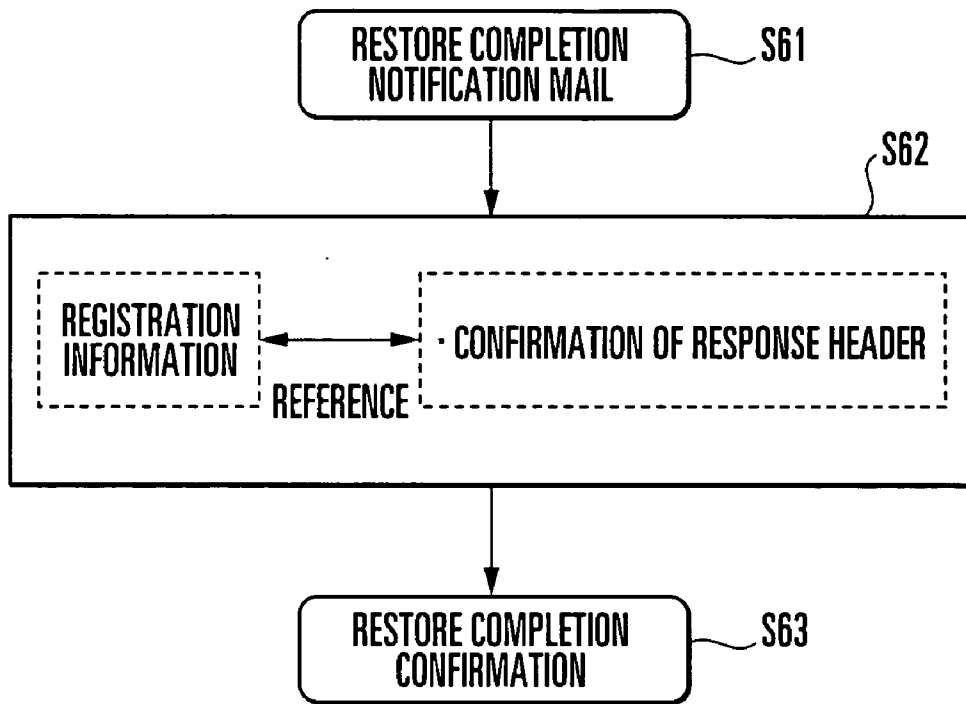 RESTORE COMPLETION
NOTIFICATION MAIL
S61
S62
REGISTRATION
INFORMATION
REFERENCE
· CONFIRMATION OF RESPONSE HEADER
RESTORE COMPLETION
CONFIRMATION
S63